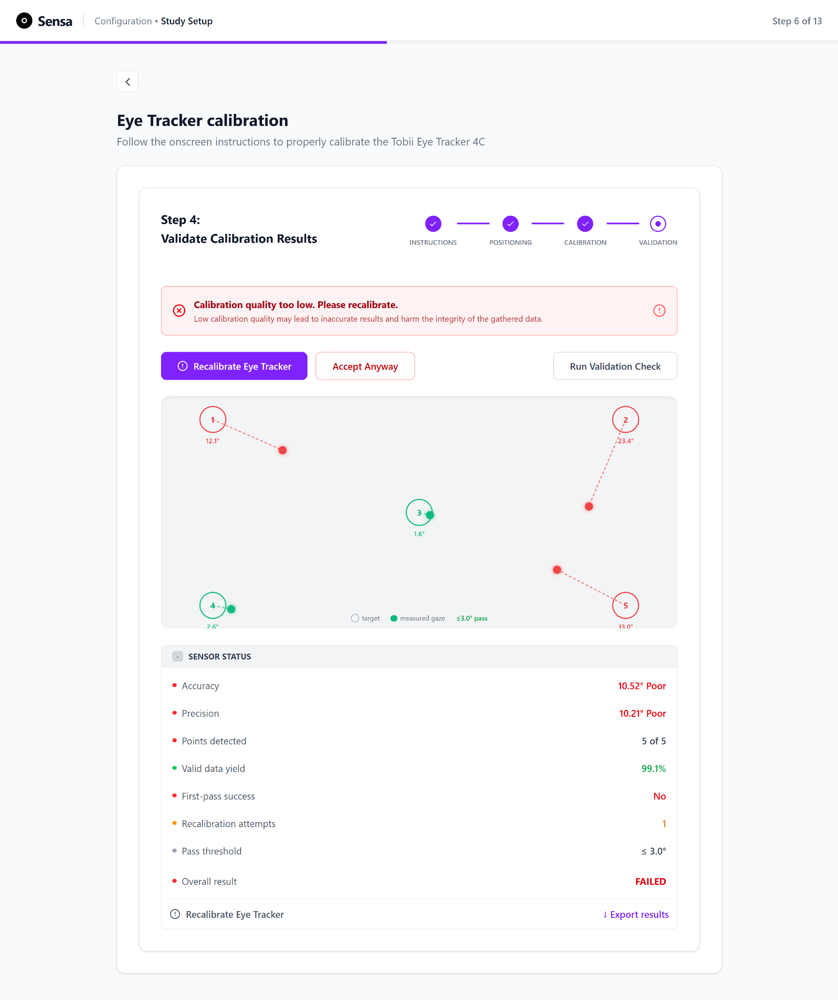 Sensa
Configuration • Study Setup
Step 6 of 13
Eye Tracker calibration
Follow the onscreen instructions to properly calibrate the Tobii Eye Tracker 4C
Step 4:
Validate Calibration Results
INSTRUCTIONS
POSITIONING
CALIBRATION
VALIDATION
Calibration quality too low. Please recalibrate.
Low calibration quality may lead to inaccurate results and harm the integrity of the gathered data.
Recalibrate Eye Tracker
Accept Anyway
Run Validation Check
1
12.1°
2
23.4°
3
1.6°
4
2.6°
target
measured gaze
≤3.0° pass
5
13.0°
- SENSOR STATUS
Accuracy 10.52° Poor
Precision 10.21° Poor
Points detected 5 of 5
Valid data yield 99.1%
First-pass success No
Recalibration attempts 1
Pass threshold ≤ 3.0°
Overall result FAILED
Recalibrate Eye Tracker
↓ Export results